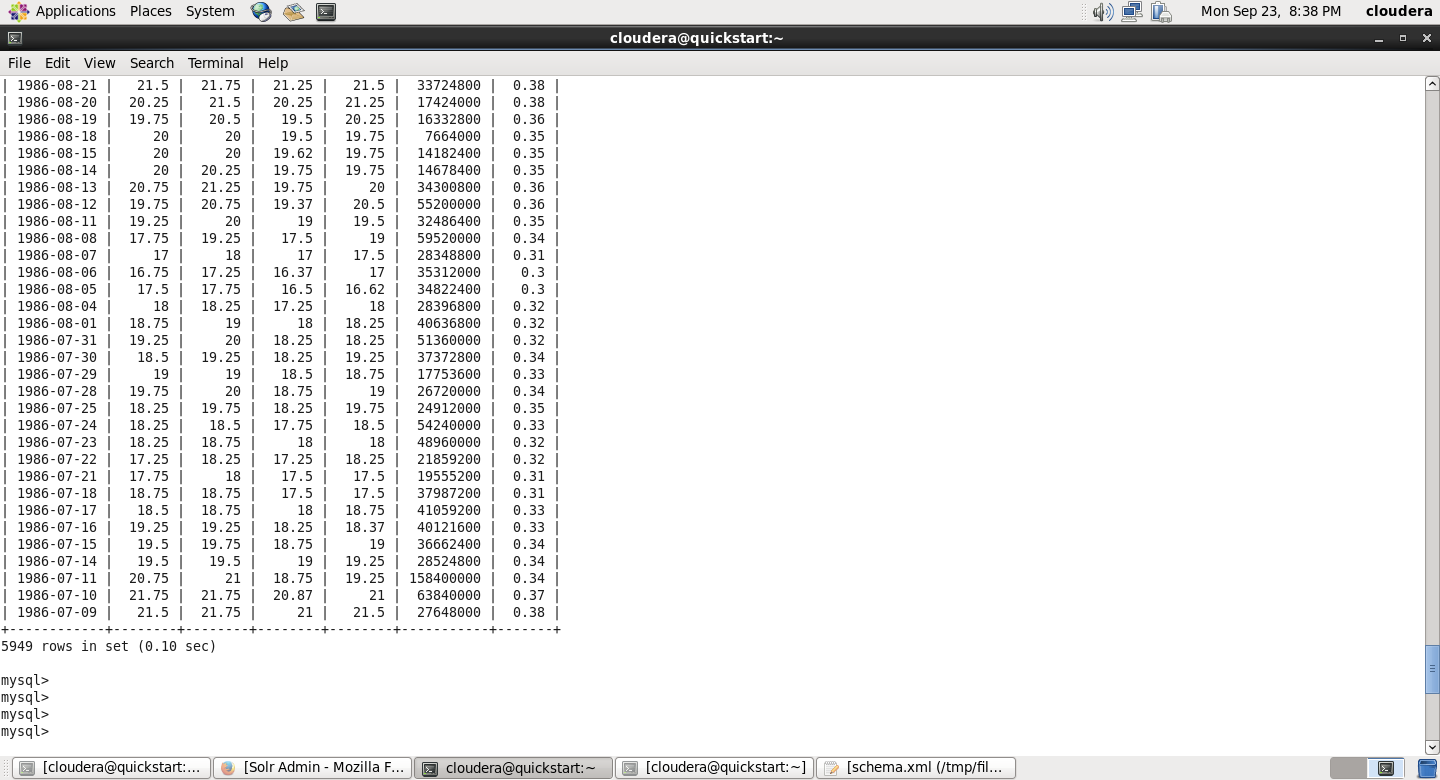 Applications Places System Mon Sep 23, 8:38 PM cloudera
cloudera@quickstart:~
File Edit View Search Terminal Help
| 1986-08-21 | 21.5 | 21.75 | 21.25 | 21.5 | 33724800 | 0.38 |
| 1986-08-20 | 20.25 | 21.5 | 20.25 | 21.25 | 17424000 | 0.38 |
| 1986-08-19 | 19.75 | 20.5 | 19.5 | 20.25 | 16332800 | 0.36 |
| 1986-08-18 | 20 | 20 | 19.5 | 19.75 | 7664000 | 0.35 |
| 1986-08-15 | 20 | 20 | 19.62 | 19.75 | 14182400 | 0.35 |
| 1986-08-14 | 20 | 20.25 | 19.75 | 19.75 | 14678400 | 0.35 |
| 1986-08-13 | 20.75 | 21.25 | 19.75 | 20 | 34300800 | 0.36 |
| 1986-08-12 | 19.75 | 20.75 | 19.37 | 20.5 | 55200000 | 0.36 |
| 1986-08-11 | 19.25 | 20 | 19 | 19.5 | 32486400 | 0.35 |
| 1986-08-08 | 17.75 | 19.25 | 17.5 | 19 | 59520000 | 0.34 |
| 1986-08-07 | 17 | 18 | 17 | 17.5 | 28348800 | 0.31 |
| 1986-08-06 | 16.75 | 17.25 | 16.37 | 17 | 35312000 | 0.3 |
| 1986-08-05 | 17.5 | 17.75 | 16.5 | 16.62 | 34822400 | 0.3 |
| 1986-08-04 | 18 | 18.25 | 17.25 | 18 | 28396800 | 0.32 |
| 1986-08-01 | 18.75 | 19 | 18 | 18.25 | 40636800 | 0.32 |
| 1986-07-31 | 19.25 | 20 | 18.25 | 18.25 | 51360000 | 0.32 |
| 1986-07-30 | 18.5 | 19.25 | 18.25 | 19.25 | 37372800 | 0.34 |
| 1986-07-29 | 19 | 19 | 18.5 | 18.75 | 17753600 | 0.33 |
| 1986-07-28 | 19.75 | 20 | 18.75 | 19 | 26720000 | 0.34 |
| 1986-07-25 | 18.25 | 19.75 | 18.25 | 19.75 | 24912000 | 0.35 |
| 1986-07-24 | 18.25 | 18.5 | 17.75 | 18.5 | 54240000 | 0.33 |
| 1986-07-23 | 18.25 | 18.75 | 18 | 18 | 48960000 | 0.32 |
| 1986-07-22 | 17.25 | 18.25 | 17.25 | 18.25 | 21859200 | 0.32 |
| 1986-07-21 | 17.75 | 18 | 17.5 | 17.5 | 19555200 | 0.31 |
| 1986-07-18 | 18.75 | 18.75 | 17.5 | 17.5 | 37987200 | 0.31 |
| 1986-07-17 | 18.5 | 18.75 | 18 | 18.75 | 41059200 | 0.33 |
| 1986-07-16 | 19.25 | 19.25 | 18.25 | 18.37 | 40121600 | 0.33 |
| 1986-07-15 | 19.5 | 19.75 | 18.75 | 19 | 36662400 | 0.34 |
| 1986-07-14 | 19.5 | 19.5 | 19 | 19.25 | 28524800 | 0.34 |
| 1986-07-11 | 20.75 | 21 | 18.75 | 19.25 | 158400000 | 0.34 |
| 1986-07-10 | 21.75 | 21.75 | 20.87 | 21 | 63840000 | 0.37 |
| 1986-07-09 | 21.5 | 21.75 | 21 | 21.5 | 27648000 | 0.38 |
+------------+--------+--------+--------+--------+-----------+-------+
5949 rows in set (0.10 sec)
mysql>
mysql>
mysql>
mysql>
[cloudera@quickstart:... [Solr Admin - Mozilla F... cloudera@quickstart:~ [cloudera@quickstart:~] [schema.xml (/tmp/fil...